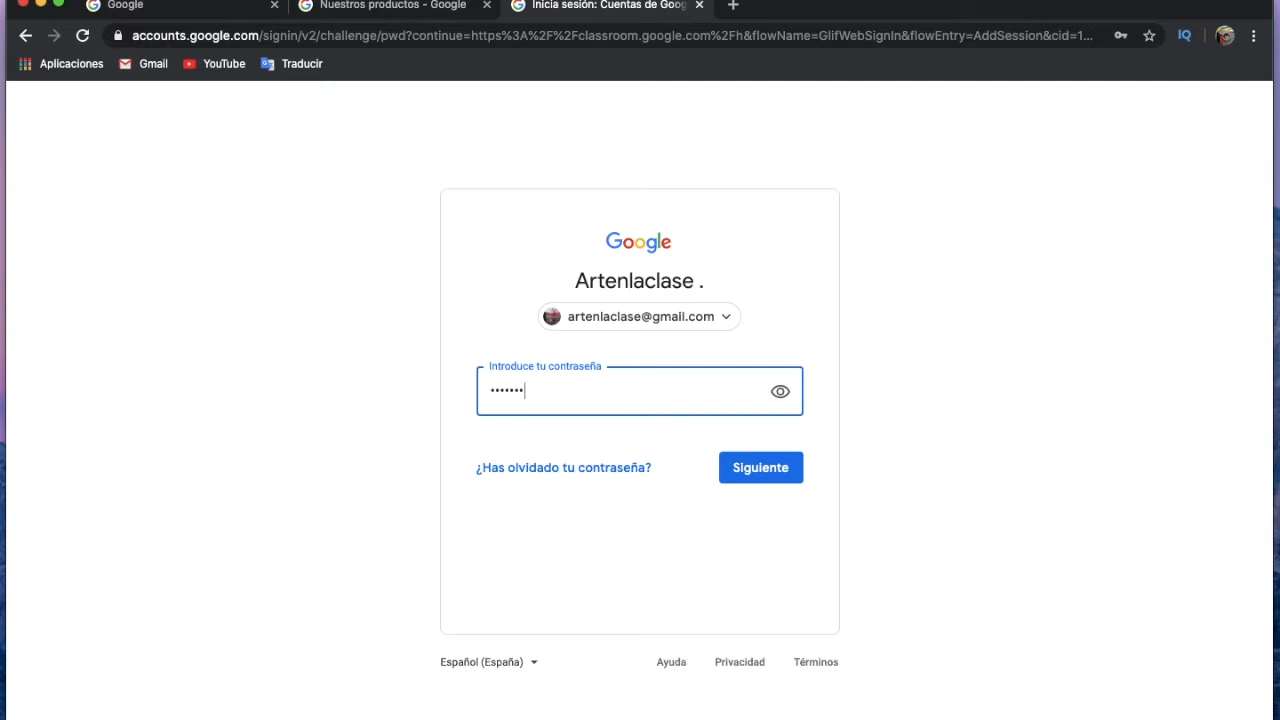 Google
Nuestros productos - Google
Inicia sesión: Cuentas de Goog
accounts.google.com/signin/v2/challenge/pwd?continue=https%3A%2F%2Fclassroom.google.com%2Fh&flowName=GlifWebSignIn&flowEntry=AddSession&cid=1...
IQ
Aplicaciones
Gmail
YouTube
Traducir
Google
Artenlaclase .
artenlaclase@gmail.com
Introduce tu contraseña
•••••••
¿Has olvidado tu contraseña?
Siguiente
Español (España)
Ayuda
Privacidad
Términos